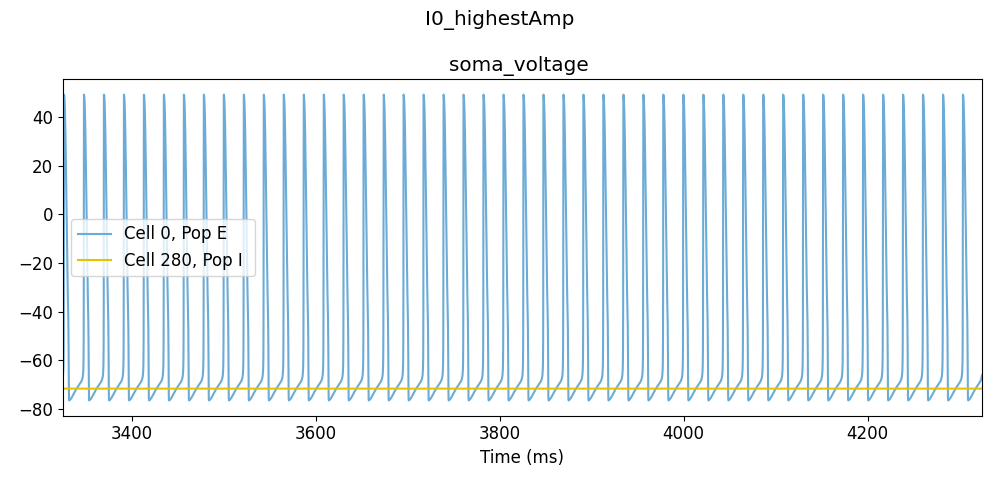 I0_highestAmp
soma_voltage
40
20
0
−20
−40
−60
−80
Cell 0, Pop E
Cell 280, Pop I
3400 3600 3800 4000 4200
Time (ms)